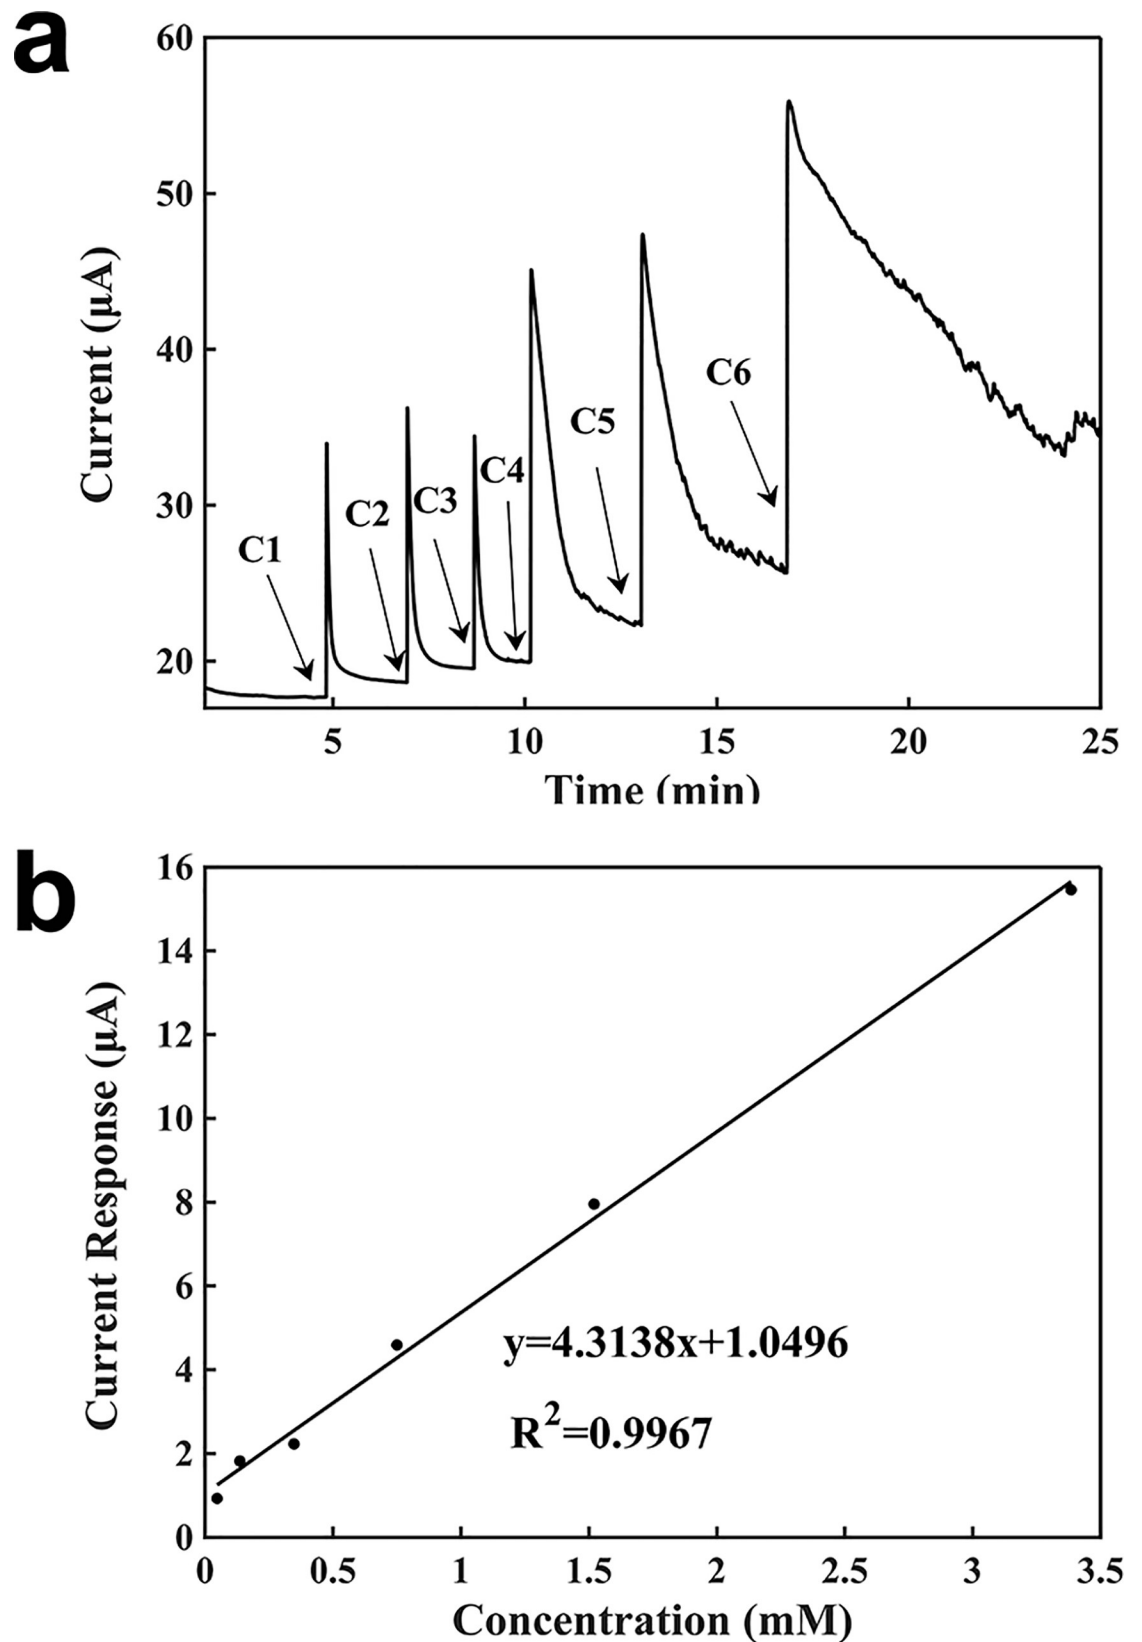 a
60
50
40
30
20
Current (μA)
C1
C2
C3
C4
C5
C6
5
10
15
20
25
Time (min)
b
16
14
12
10
8
6
4
2
0
Current Response (μA)
y=4.3138x+1.0496
R²=0.9967
0
0.5
1
1.5
2
2.5
3
3.5
Concentration (mM)